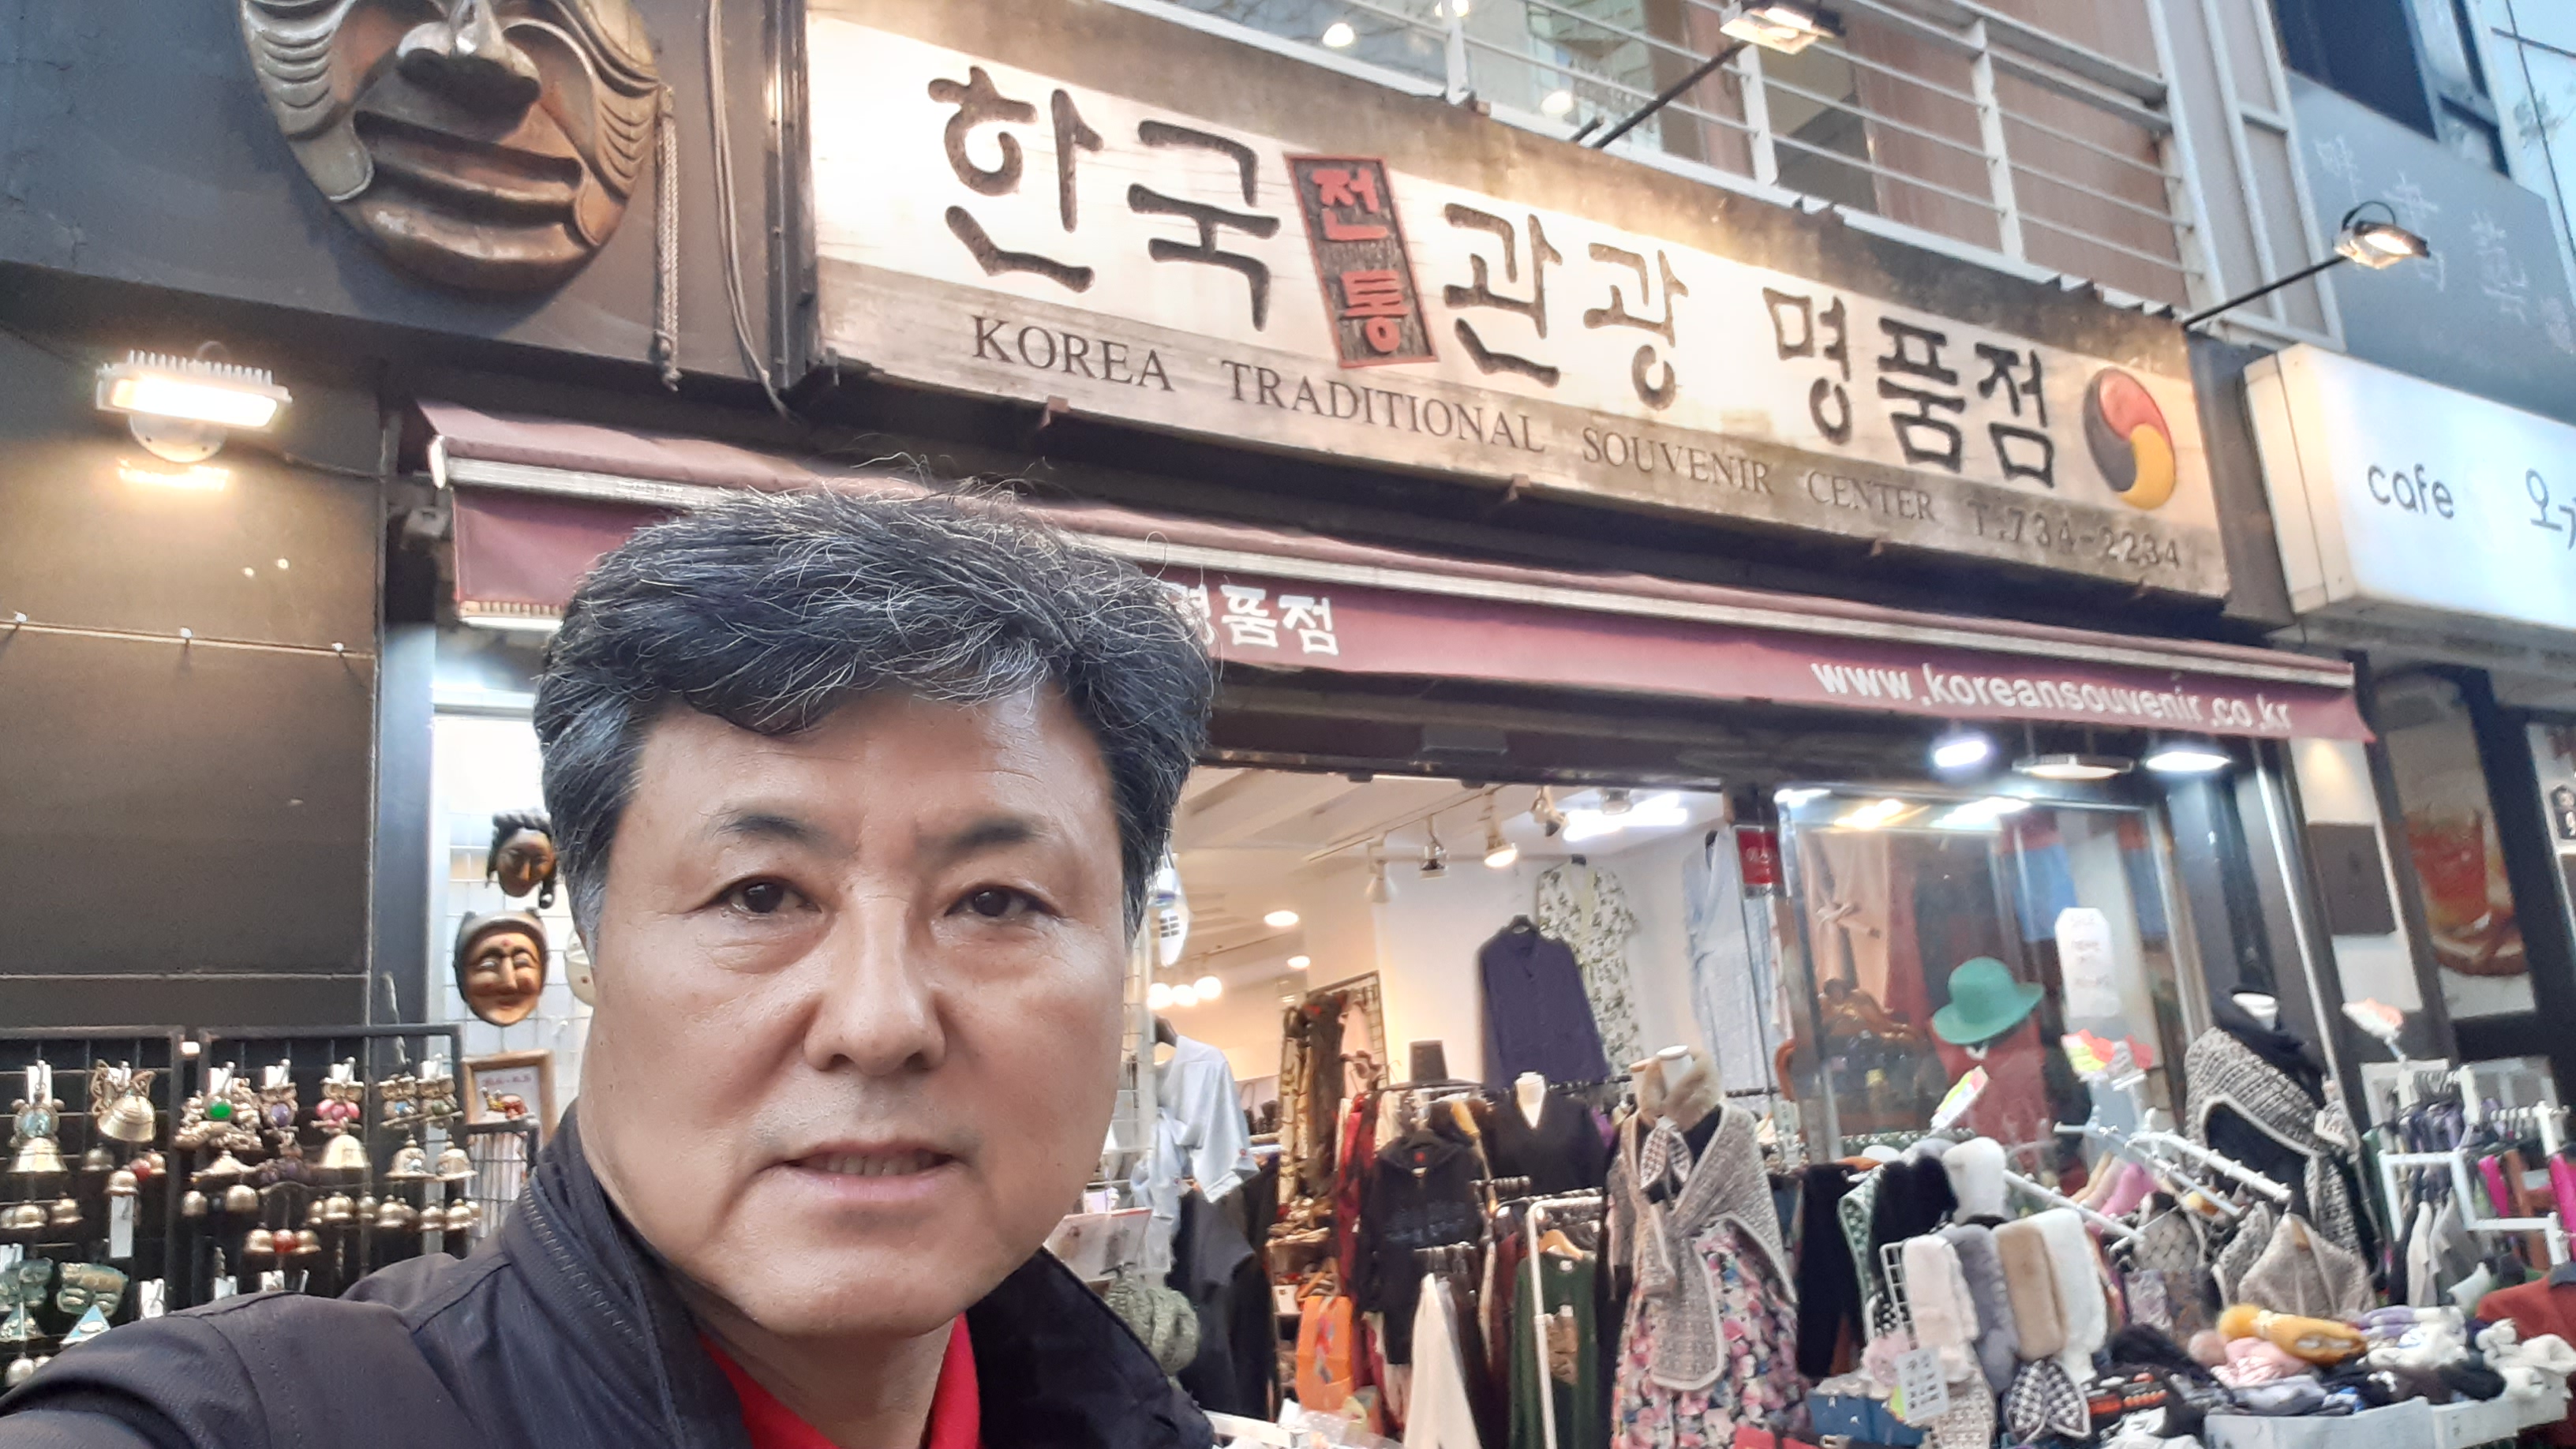 한국 전통 관광 명품점
KOREA TRADITIONAL SOUVENIR CENTER T.734-2234
명품점
www.koreansouvenir.co.kr
cafe 오